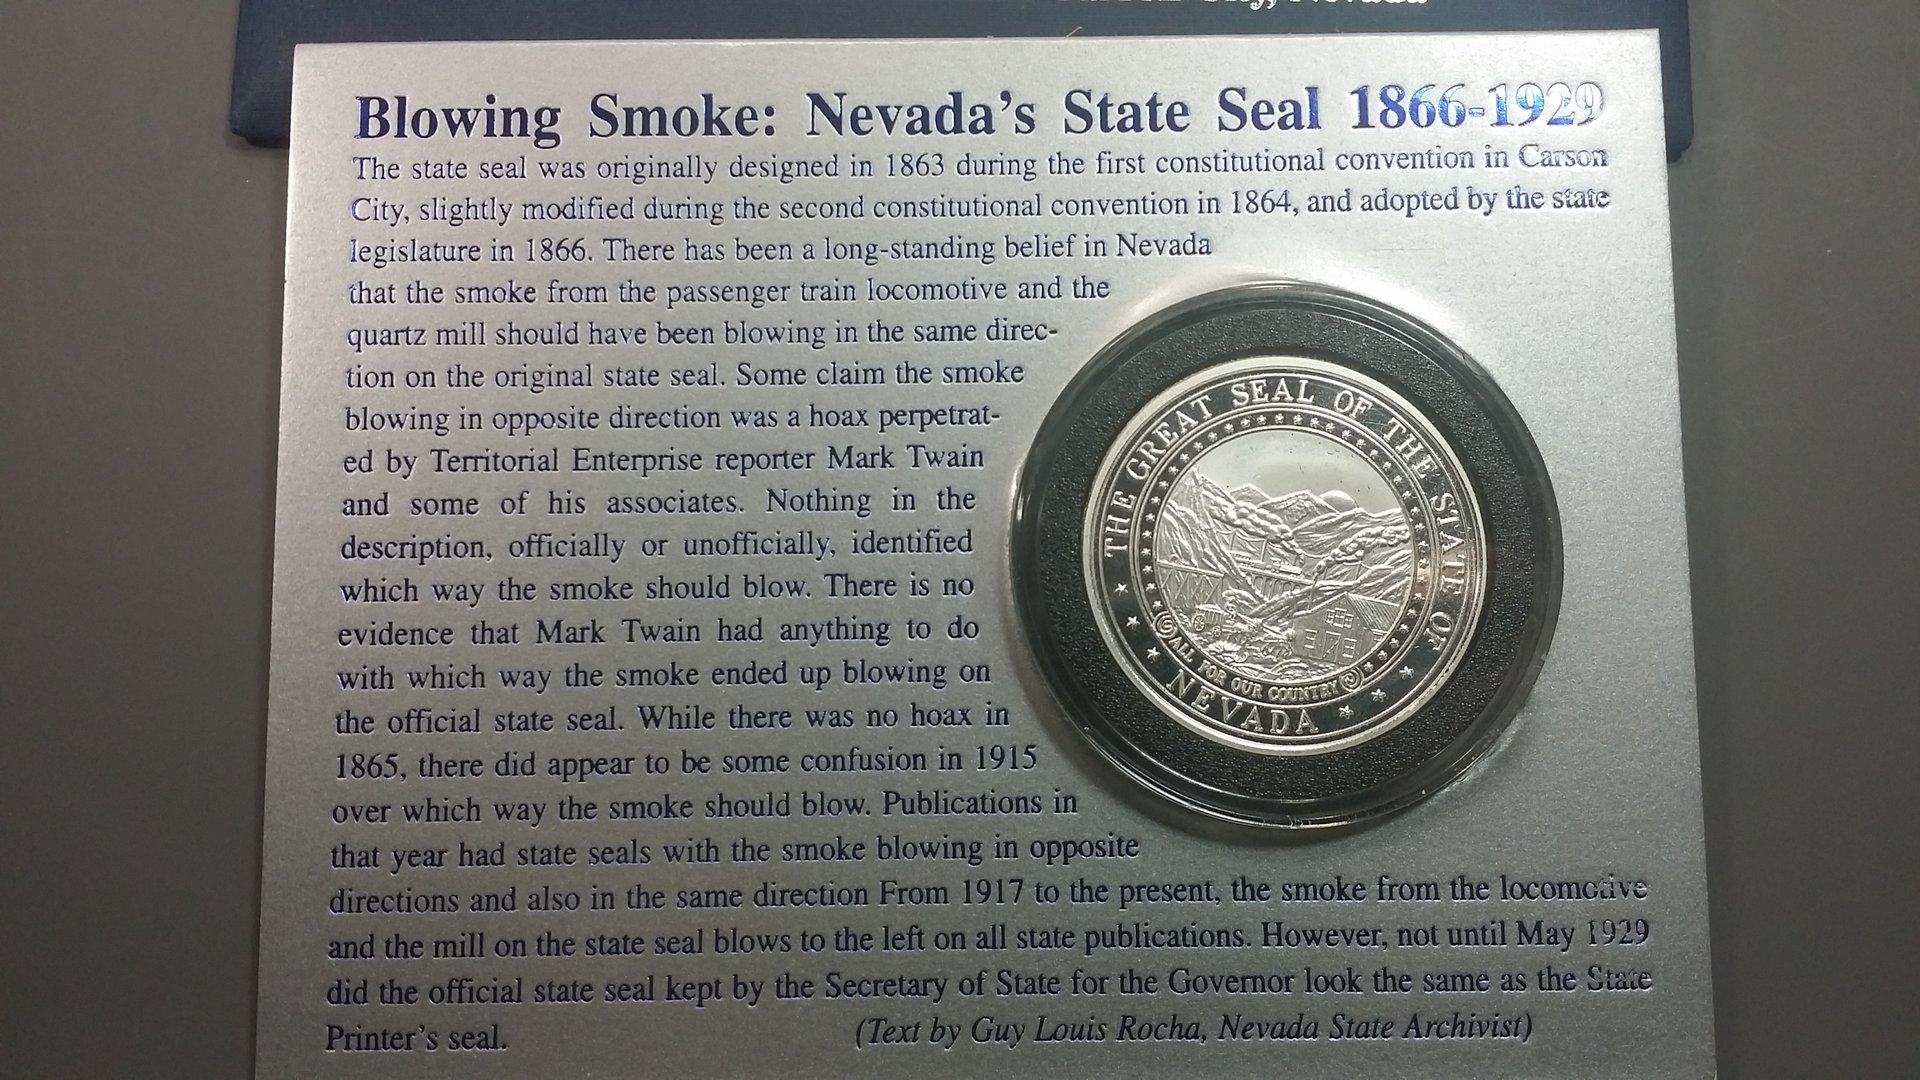 City, Nevada
Blowing Smoke: Nevada's State Seal 1866-1929
The state seal was originally designed in 1863 during the first constitutional convention in Carson
City, slightly modified during the second constitutional convention in 1864, and adopted by the state
legislature in 1866. There has been a long-standing belief in Nevada
that the smoke from the passenger train locomotive and the
quartz mill should have been blowing in the same direc-
tion on the original state seal. Some claim the smoke
blowing in opposite direction was a hoax perpetrat-
ed by Territorial Enterprise reporter Mark Twain
and some of his associates. Nothing in the
description, officially or unofficially, identified
which way the smoke should blow. There is no
evidence that Mark Twain had anything to do
with which way the smoke ended up blowing on
the official state seal. While there was no hoax in
1865, there did appear to be some confusion in 1915
over which way the smoke should blow. Publications in
that year had state seals with the smoke blowing in opposite
directions and also in the same direction From 1917 to the present, the smoke from the locomotive
and the mill on the state seal blows to the left on all state publications. However, not until May 1929
did the official state seal kept by the Secretary of State for the Governor look the same as the State
Printer's seal.
(Text by Guy Louis Rocha, Nevada State Archivist)
THE GREAT SEAL OF THE STATE OF
NEVADA
ALL FOR OUR COUNTRY